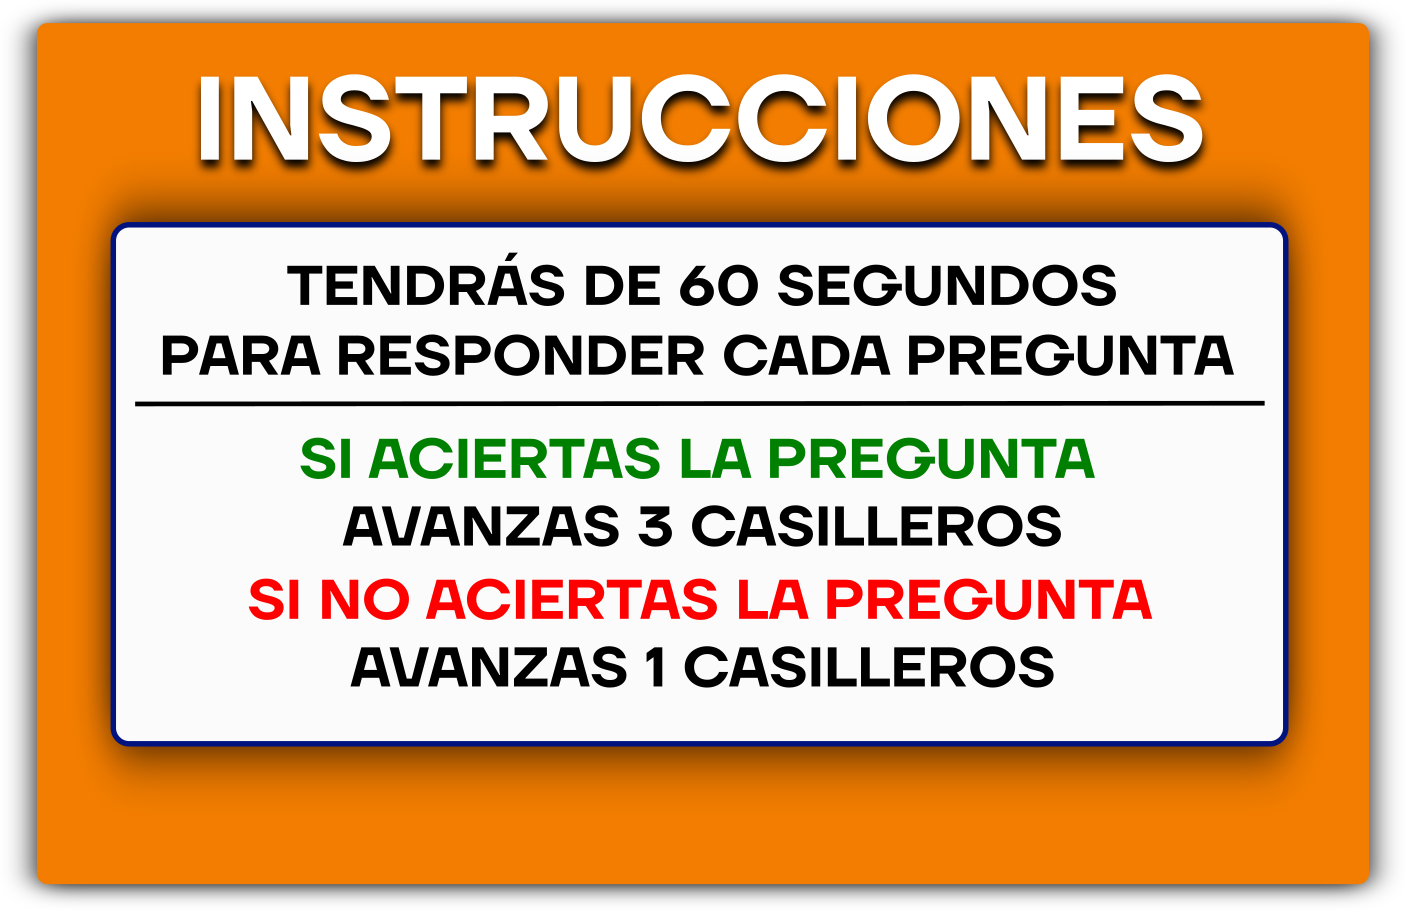 INSTRUCCIONES
TENDRÁS DE 60 SEGUNDOS
PARA RESPONDER CADA PREGUNTA
SI ACIERTAS LA PREGUNTA
AVANZAS 3 CASILLEROS
SI NO ACIERTAS LA PREGUNTA
AVANZAS 1 CASILLEROS